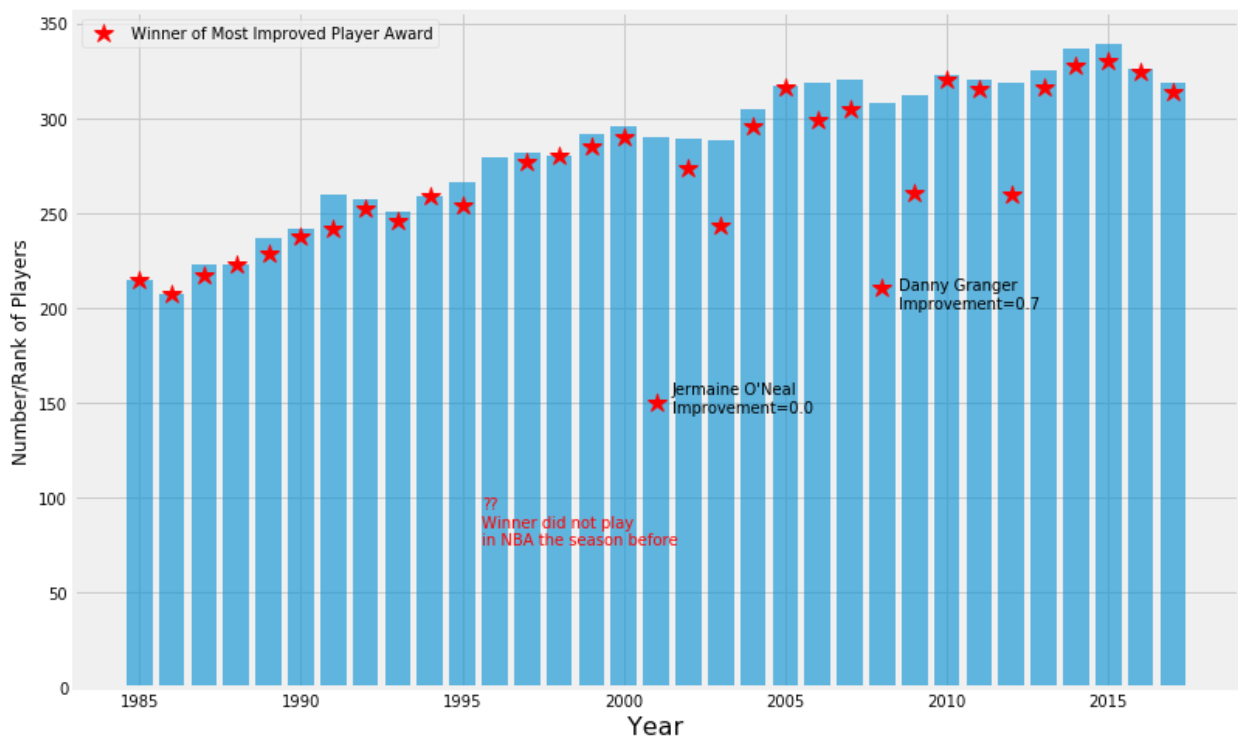 350
Winner of Most Improved Player Award
300
250
Danny Granger
Improvement=0.7
200
Jermaine O'Neal
Improvement=0.0
150
??
Winner did not play
in NBA the season before
100
50
0
Number/Rank of Players
1985 1990 1995 2000 2005 2010 2015
Year